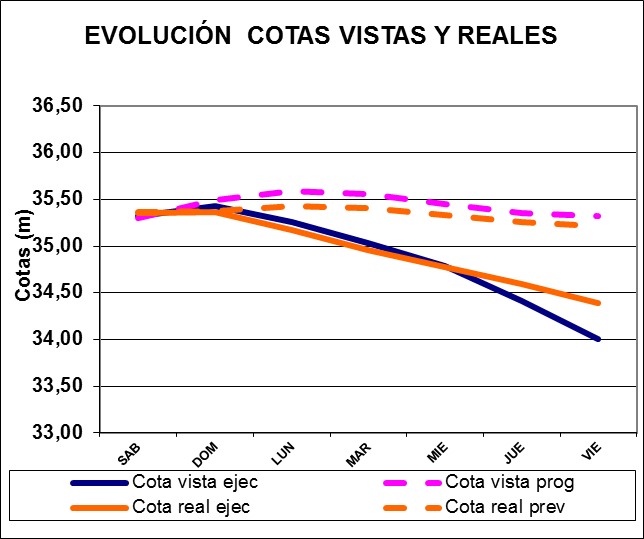 EVOLUCIÓN  COTAS VISTAS Y REALES
Cotas (m)
36,50
36,00
35,50
35,00
34,50
34,00
33,50
33,00
SAB DOM LUN MAR MIE JUE VIE
Cota vista ejec Cota vista prog
Cota real ejec Cota real prev